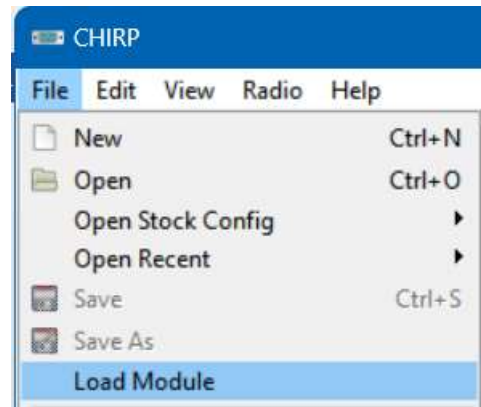 CHIRP
File Edit View Radio Help
New Ctrl+N
Open Ctrl+O
Open Stock Config
Open Recent
Save Ctrl+S
Save As
Load Module